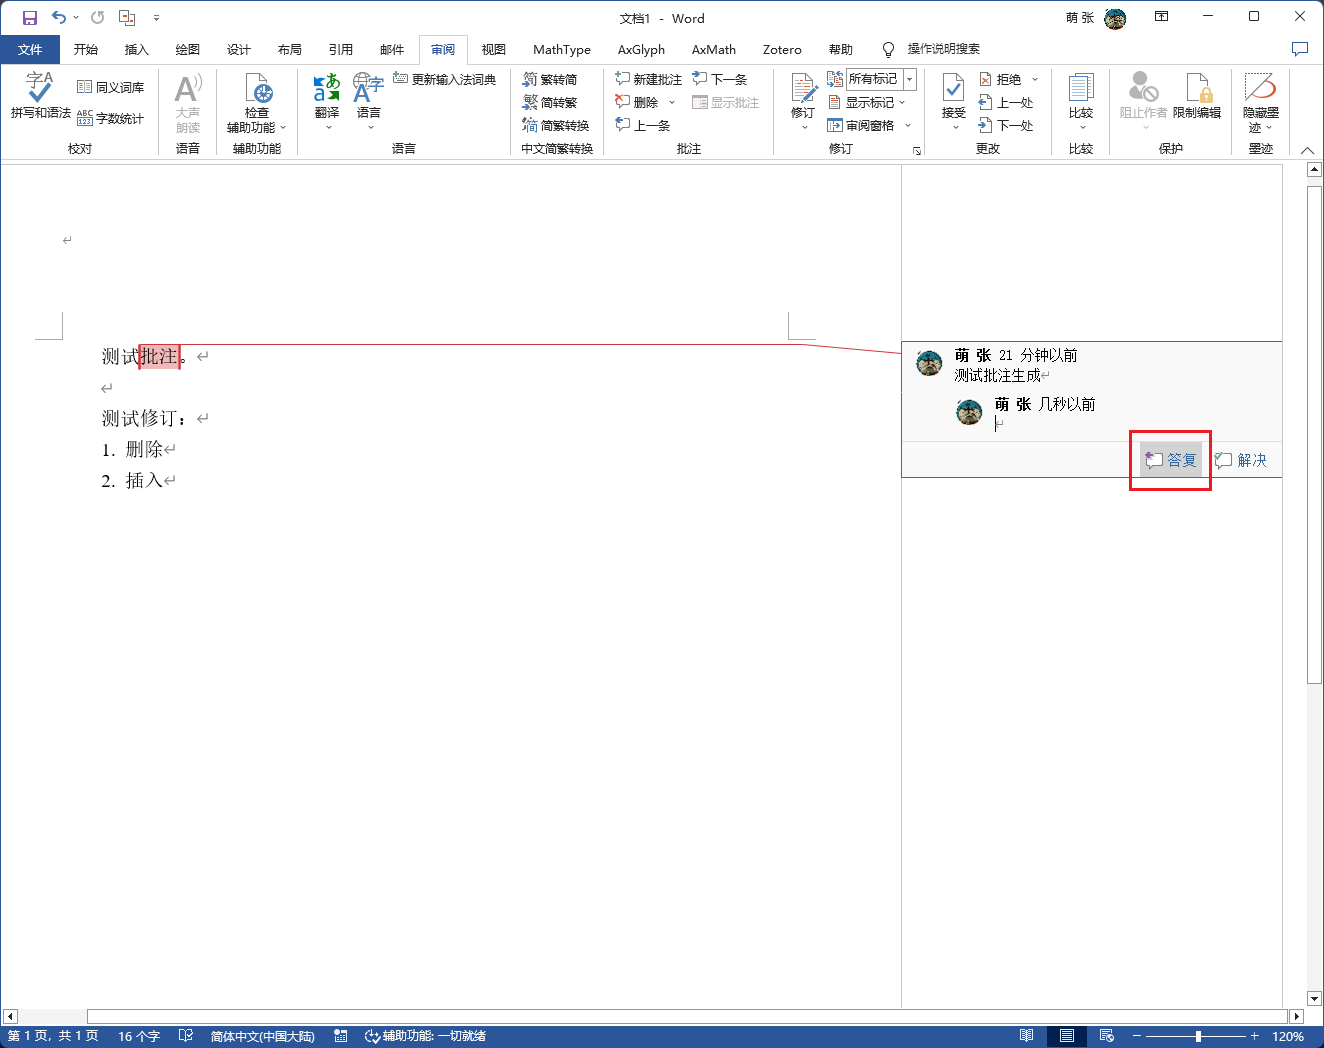 文档1 - Word
萌 张
文件 开始 插入 绘图 设计 布局 引用 邮件 审阅 视图 MathType AxGlyph AxMath Zotero 帮助 操作说明搜索
字A
拼写和语法
同义词库
ABC
123
字数统计
校对
A
大声
朗读
语音
检查
辅助功能
辅助功能
aあ
翻译
A字
语言
更新输入法词典
语言
繁 繁转简
繁 简转繁
简 简繁转换
中文简繁转换
新建批注
删除
上一条
下一条
显示批注
批注
修订
所有标记
显示标记
审阅窗格
修订
接受
拒绝
上一处
下一处
更改
比较
比较
阻止作者
限制编辑
保护
隐藏墨
迹
墨迹
测试批注。
测试修订：
1. 删除
2. 插入
萌 张 21 分钟以前
测试批注生成
萌 张 几秒以前
答复 解决
第 1 页，共 1 页 16 个字 简体中文(中国大陆) 辅助功能: 一切就绪 120%